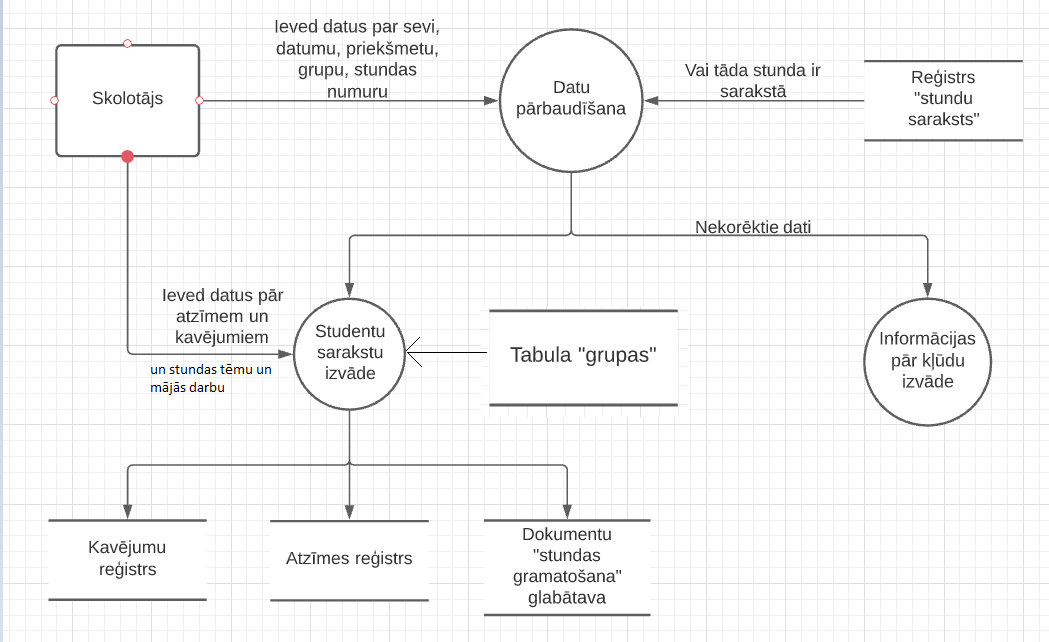 Ieved datus par sevi,
datumu, priekšmetu,
grupu, stundas
numuru
Skolotājs
Datu
pārbaudīšana
Vai tāda stunda ir
sarakstā
Reģistrs
"stundu
saraksts"
Nekorēktie dati
Ieved datus pār
atzīmem un
kavējumiem
un stundas tēmu un
mājās darbu
Studentu
sarakstu
izvāde
Tabula "grupas"
Informācijas
pār kļūdu
izvāde
Kavējumu
reģistrs
Atzīmes reģistrs
Dokumentu
"stundas
gramatošana"
glabātava